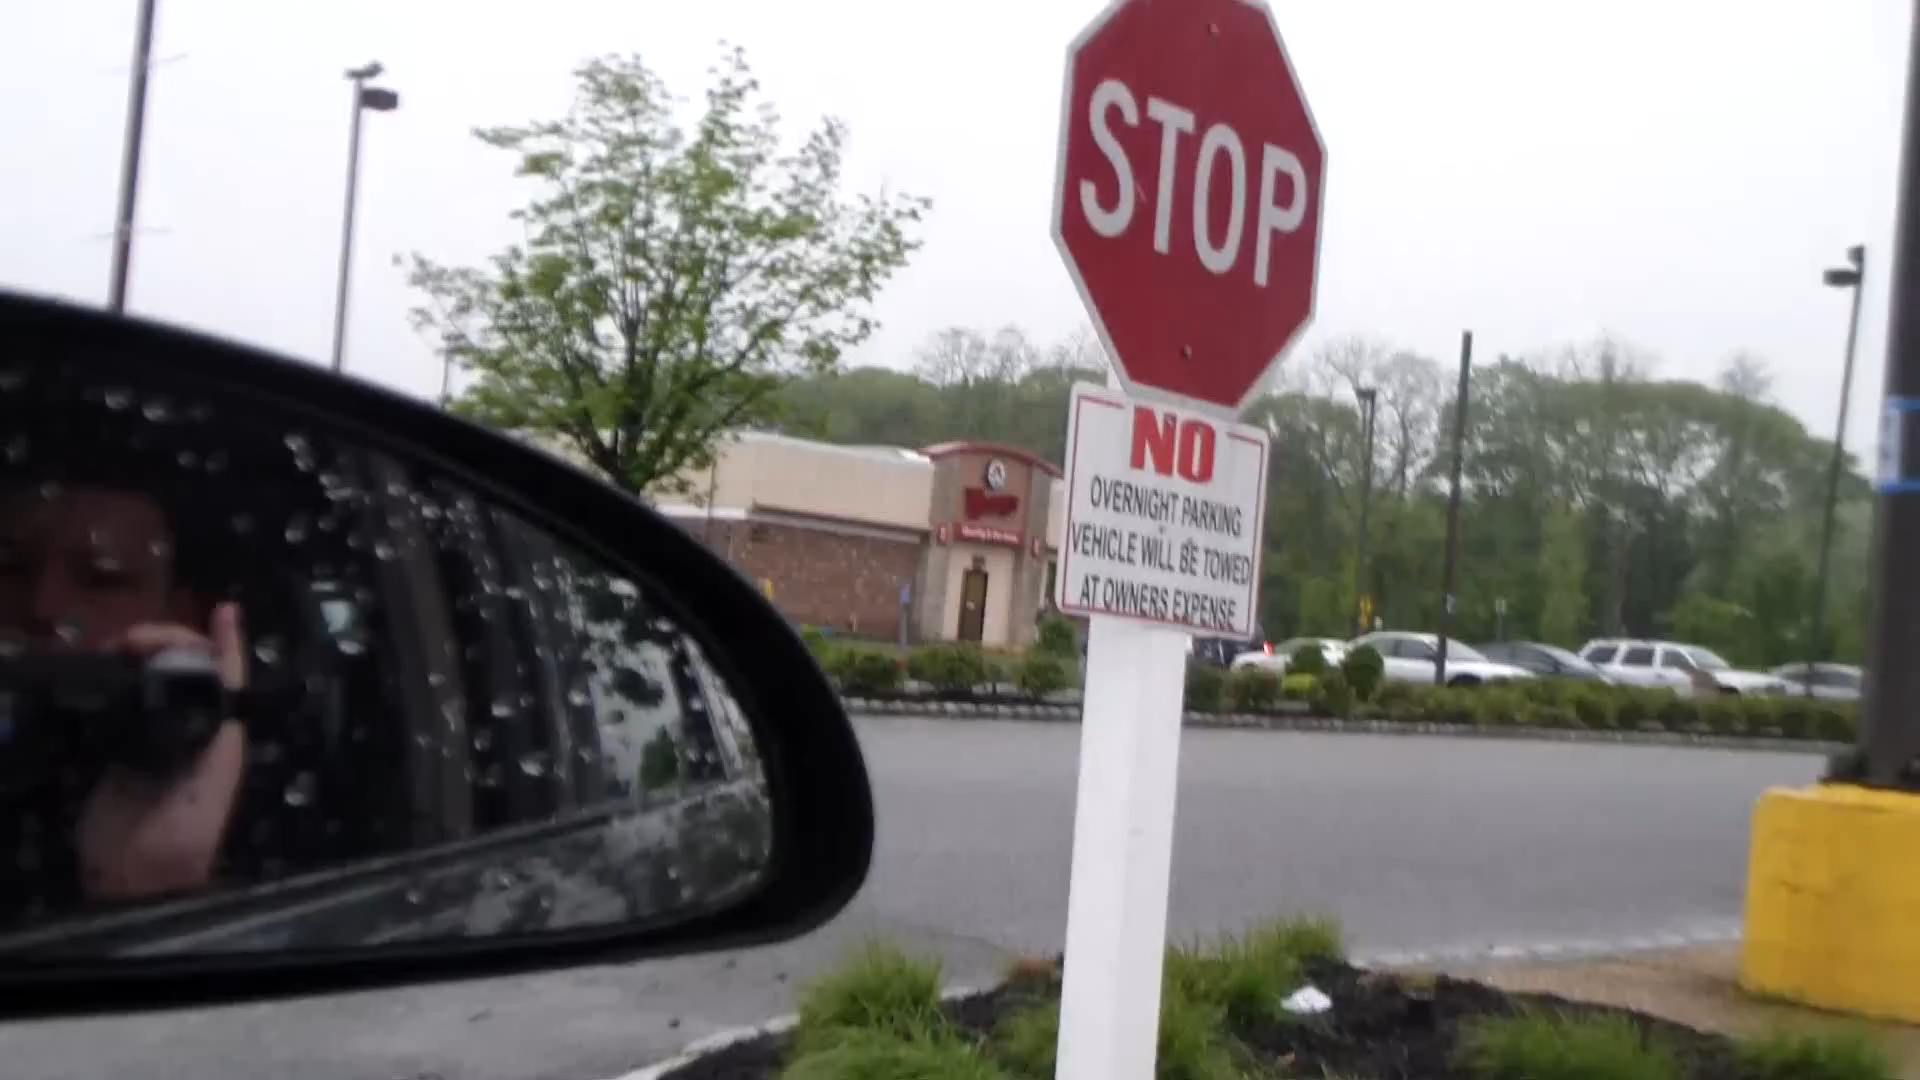 STOP
NO
OVERNIGHT PARKING
VEHICLE WILL BE TOWED
AT OWNERS EXPENSE